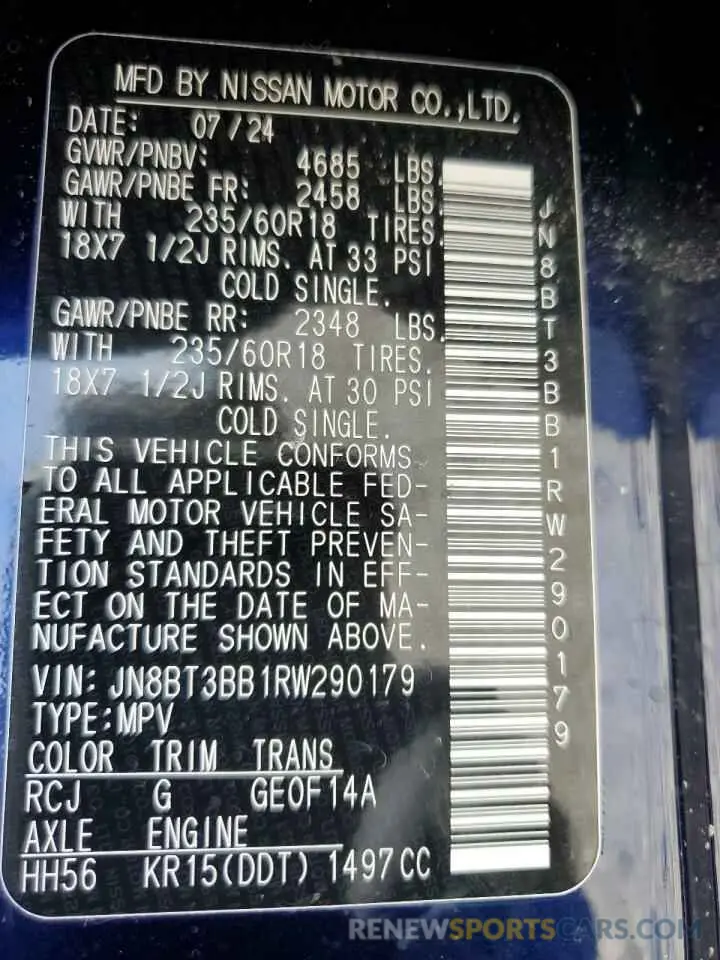 MFD BY NISSAN MOTOR CO.,LTD.
DATE: 07/24
GVWR/PNBV: 4685 LBS.
GAWR/PNBE FR: 2458 LBS.
WITH 235/60R18 TIRES.
18X7 1/2J RIMS. AT 33 PSI
COLD SINGLE.
GAWR/PNBE RR: 2348 LBS.
WITH 235/60R18 TIRES.
18X7 1/2J RIMS. AT 30 PSI
COLD SINGLE.
THIS VEHICLE CONFORMS
TO ALL APPLICABLE FED-
ERAL MOTOR VEHICLE SA-
FETY AND THEFT PREVEN-
TION STANDARDS IN EFF-
ECT ON THE DATE OF MA-
NUFACTURE SHOWN ABOVE.
VIN: JN8BT3BB1RW290179
TYPE:MPV
COLOR TRIM TRANS
RCJ G GE0F14A
AXLE ENGINE
HH56 KR15(DDT) 1497CC
JN8BT3BB1RW290179
RENEWSPORTSCARS.COM